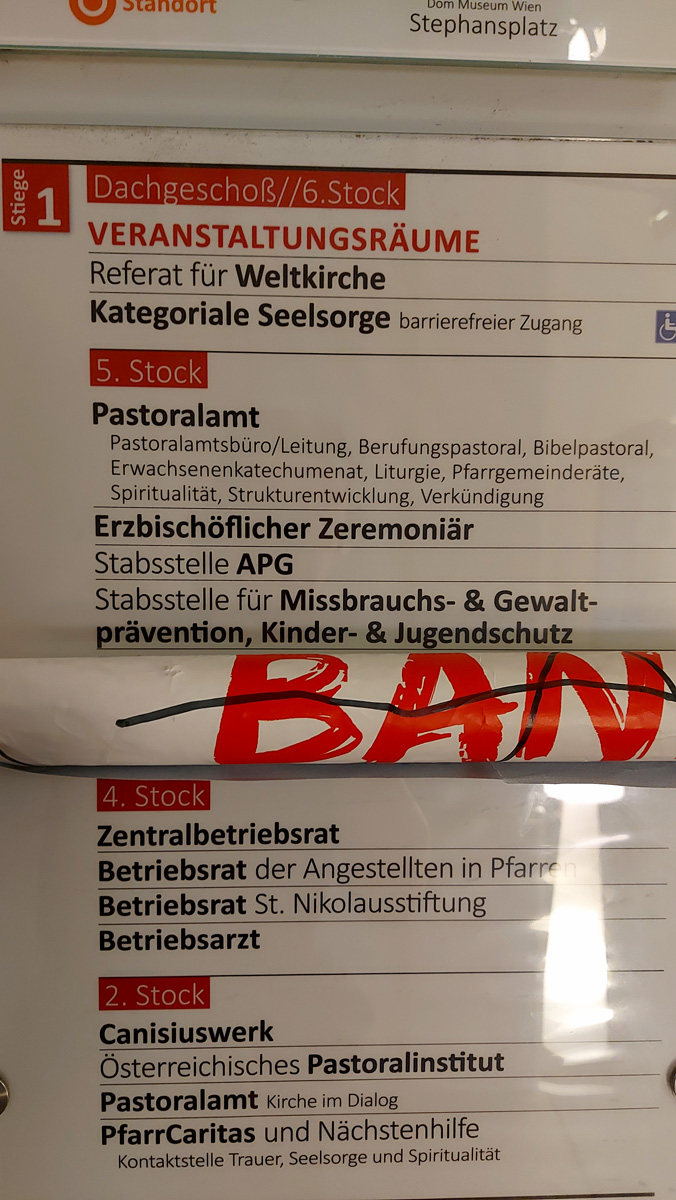 Standort
Dom Museum Wien
Stephansplatz
Stiege 1
Dachgeschoß//6.Stock
VERANSTALTUNGSRÄUME
Referat für Weltkirche
Kategoriale Seelsorge barrierefreier Zugang
5. Stock
Pastoralamt
Pastoralamtsbüro/Leitung, Berufungspastoral, Bibelpastoral,
Erwachsenenkatechumenat, Liturgie, Pfarrgemeinderäte,
Spiritualität, Strukturentwicklung, Verkündigung
Erzbischöflicher Zeremoniär
Stabsstelle APG
Stabsstelle für Missbrauchs- & Gewalt-
prävention, Kinder- & Jugendschutz
BAN
4. Stock
Zentralbetriebsrat
Betriebsrat der Angestellten in Pfarren
Betriebsrat St. Nikolausstiftung
Betriebsarzt
2. Stock
Canisiuswerk
Österreichisches Pastoralinstitut
Pastoralamt Kirche im Dialog
PfarrCaritas und Nächstenhilfe
Kontaktstelle Trauer, Seelsorge und Spiritualität